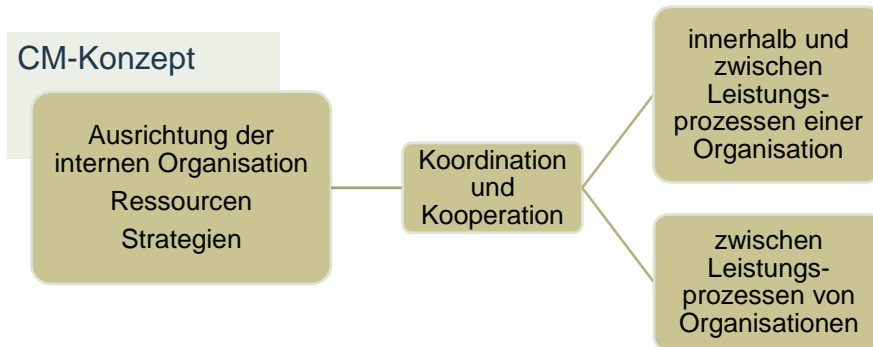 CM-Konzept
Ausrichtung der
internen Organisation
Ressourcen
Strategien
Koordination
und
Kooperation
innerhalb und
zwischen
Leistungs-
prozessen einer
Organisation
zwischen
Leistungs-
prozessen von
Organisationen